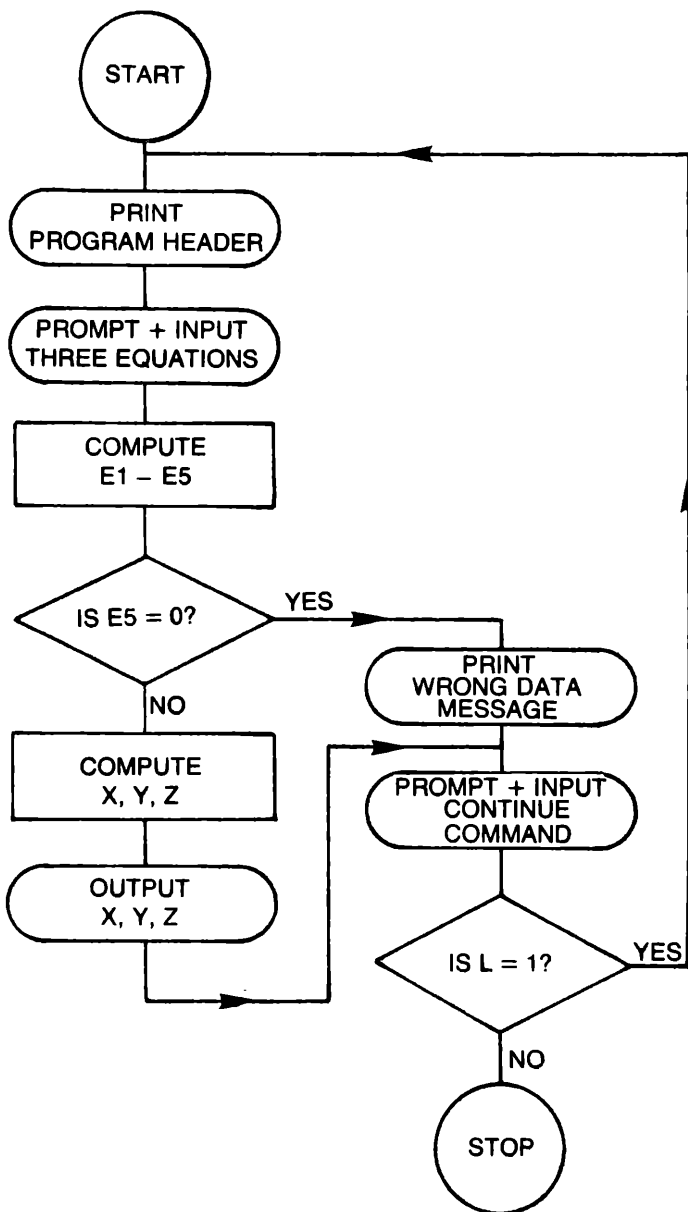 START
PRINT
PROGRAM HEADER
PROMPT + INPUT
THREE EQUATIONS
COMPUTE
E1 – E5
IS E5 = 0?
YES
NO
COMPUTE
X, Y, Z
OUTPUT
X, Y, Z
PRINT
WRONG DATA
MESSAGE
PROMPT + INPUT
CONTINUE
COMMAND
IS L = 1?
YES
NO
STOP